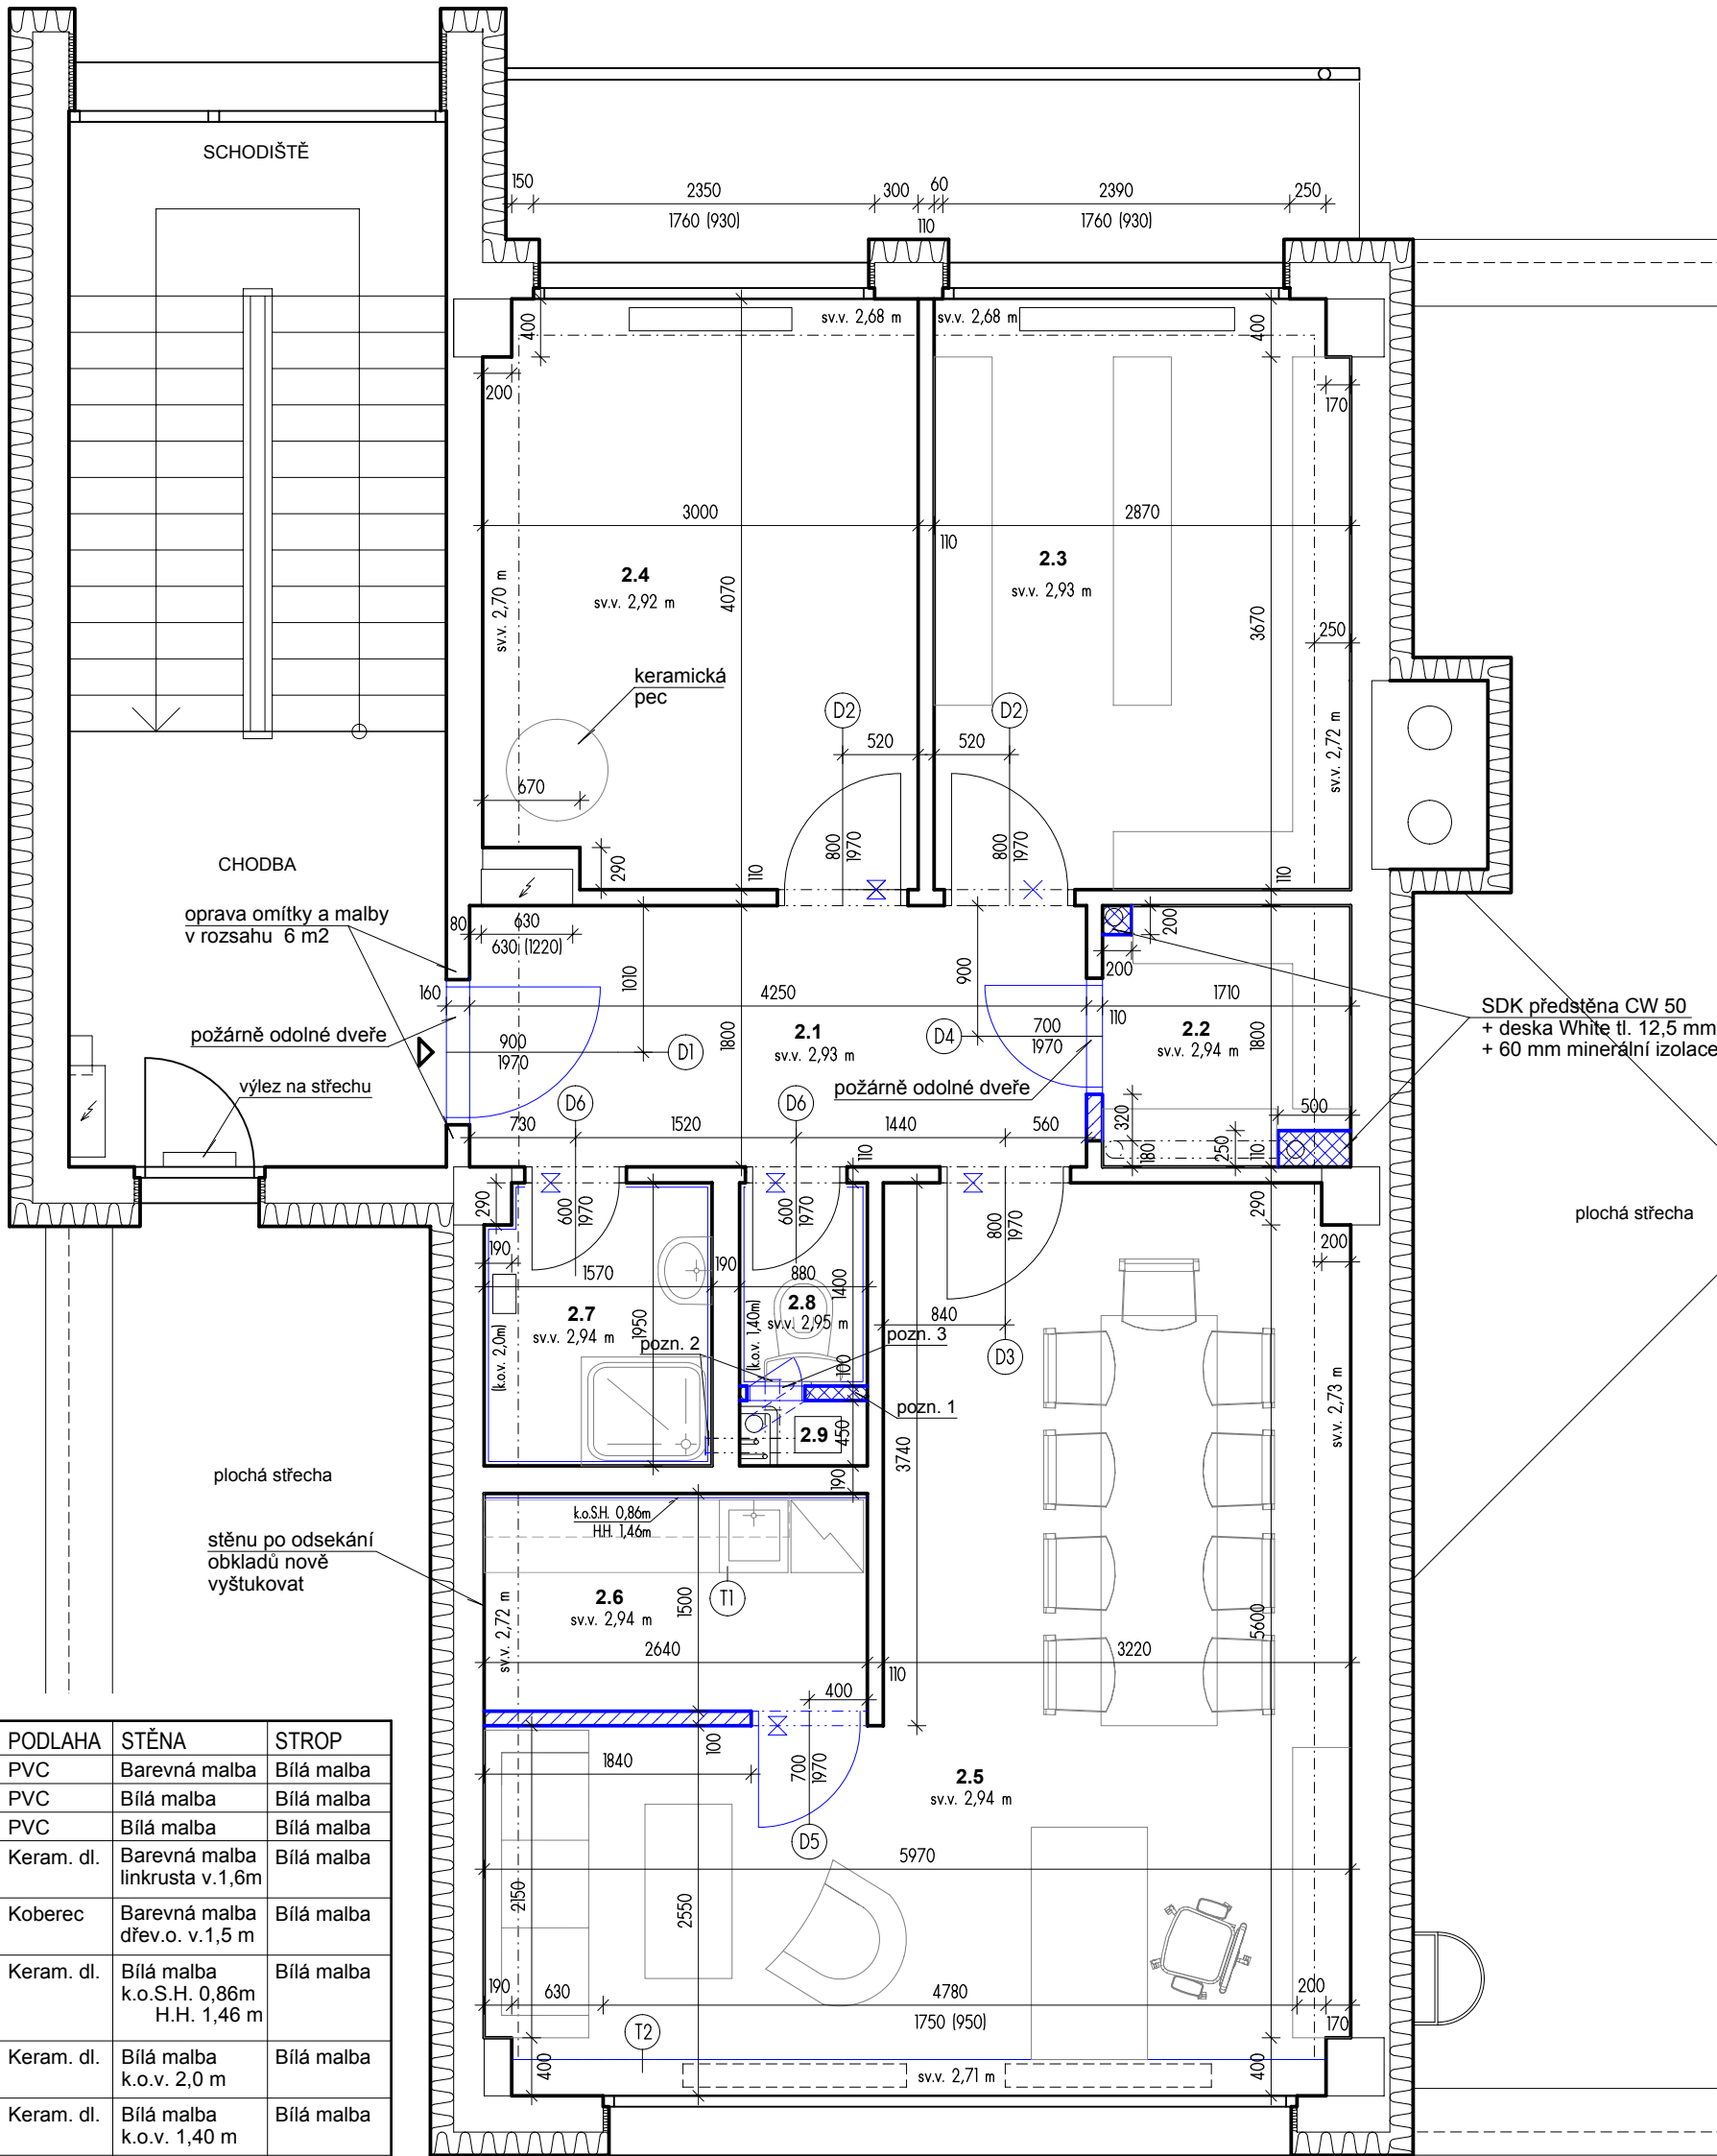 SCHODIŠTĚ
150
2350
300
60
2390
250
1760 (930)
110
1760 (930)
sv.v. 2,68 m
sv.v. 2,68 m
400
400
200
170
3000
2870
110
2.4
sv.v. 2,92 m
2.3
sv.v. 2,93 m
sv.v. 2,70 m
4070
3670
250
keramická
pec
D2
D2
520
520
sv.v. 2,72 m
670
800
1970
800
1970
290
110
110
CHODBA
oprava omítky a malby
v rozsahu 6 m2
80
630
630 (1220)
1010
900
200
200
160
4250
1710
110
SDK předstěna CW 50
+ deska White tl. 12,5 mm
+ 60 mm minerální izolace
požárně odolné dveře
900
1970
D1
1800
2.1
sv.v. 2,93 m
D4
700
1970
2.2
sv.v. 2,94 m
1800
výlez na střechu
požárně odolné dveře
D6
D6
730
1520
1440
560
320
500
180
250
110
110
290
600
1970
600
1970
800
1970
290
plochá střecha
190
1570
190
880
1400
200
2.7
sv.v. 2,94 m
1950
2.8
sv.v. 2,95 m
840
(k.o.v. 2,0m)
(k.o.v. 1,40m)
pozn. 2
pozn. 3
D3
100
pozn. 1
2.9
450
3740
sv.v. 2,73 m
190
plochá střecha
k.o.S.H. 0,86m
H.H. 1,46m
stěnu po odsekání
obkladů nově
vyštukovat
2.6
sv.v. 2,94 m
T1
1500
5600
sv.v. 2,72 m
2640
110
3220
400
100
1840
700
1970
2.5
sv.v. 2,94 m
D5
5970
2150
2550
190
630
4780
200
1750 (950)
170
T2
400
sv.v. 2,71 m
400
PODLAHA STĚNA STROP
PVC Barevná malba Bílá malba
PVC Bílá malba Bílá malba
PVC Bílá malba Bílá malba
Keram. dl. Barevná malba Bílá malba
linkrusta v.1,6m
Koberec Barevná malba Bílá malba
dřev.o. v.1,5 m
Keram. dl. Bílá malba Bílá malba
k.o.S.H. 0,86m
H.H. 1,46 m
Keram. dl. Bílá malba Bílá malba
k.o.v. 2,0 m
Keram. dl. Bílá malba Bílá malba
k.o.v. 1,40 m